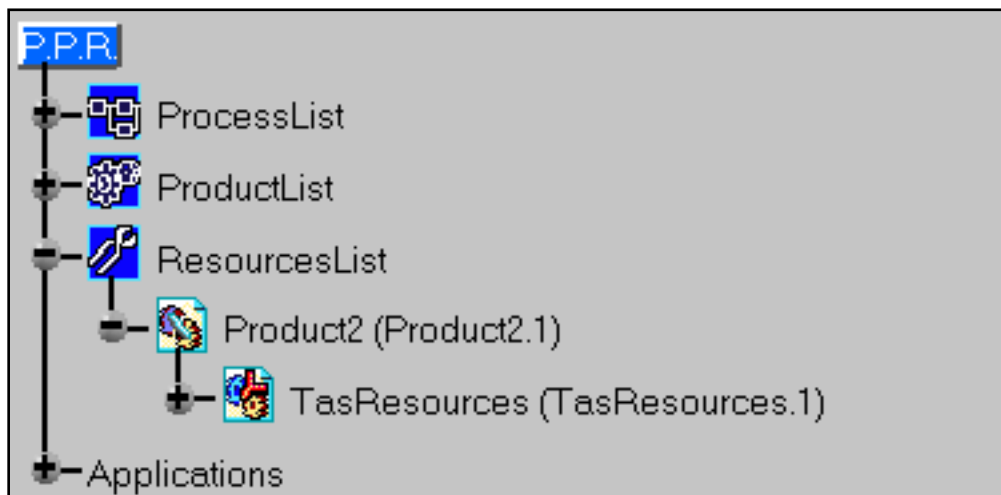 P.P.R.
ProcessList
ProductList
ResourcesList
Product2 (Product2.1)
TasResources (TasResources.1)
Applications